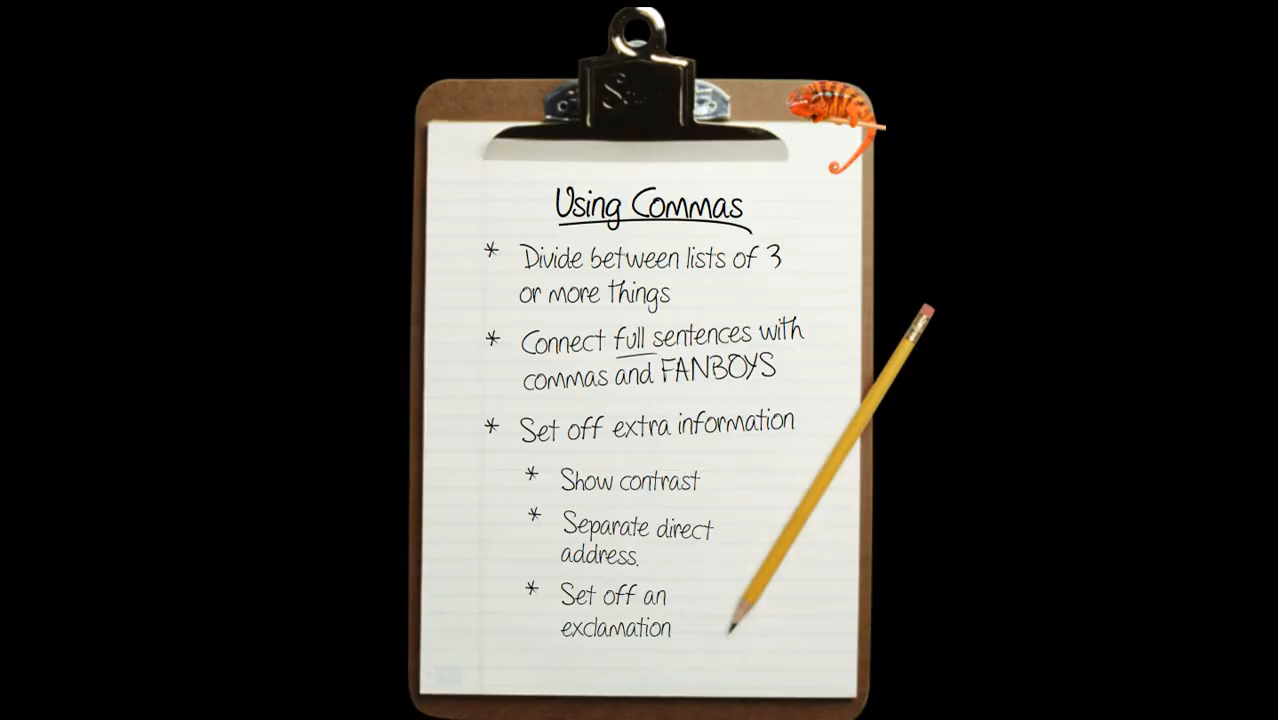 Using Commas
* Divide between lists of 3
or more things
* Connect full sentences with
commas and FANBOYS
* Set off extra information
* Show contrast
* Separate direct
address.
* Set off an
exclamation